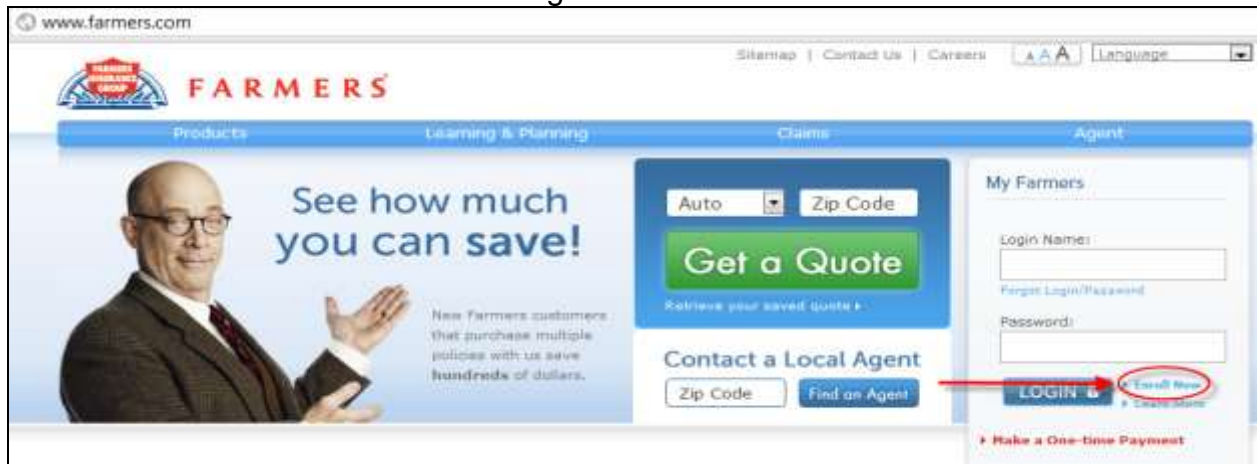 www.farmers.com
Sitemap | Contact Us | Careers A A A Language
FARMERS INSURANCE GROUP
FARMERS
Products Learning & Planning Claims Agent
See how much
you can save!
New Farmers customers
that purchase multiple
policies with us save
hundreds of dollars.
Auto Zip Code
Get a Quote
Retrieve your saved quote
Contact a Local Agent
Zip Code Find an Agent
My Farmers
Login Name:
Forgot Login/Password
Password:
LOGIN Enroll Now
Learn More
Make a One-time Payment